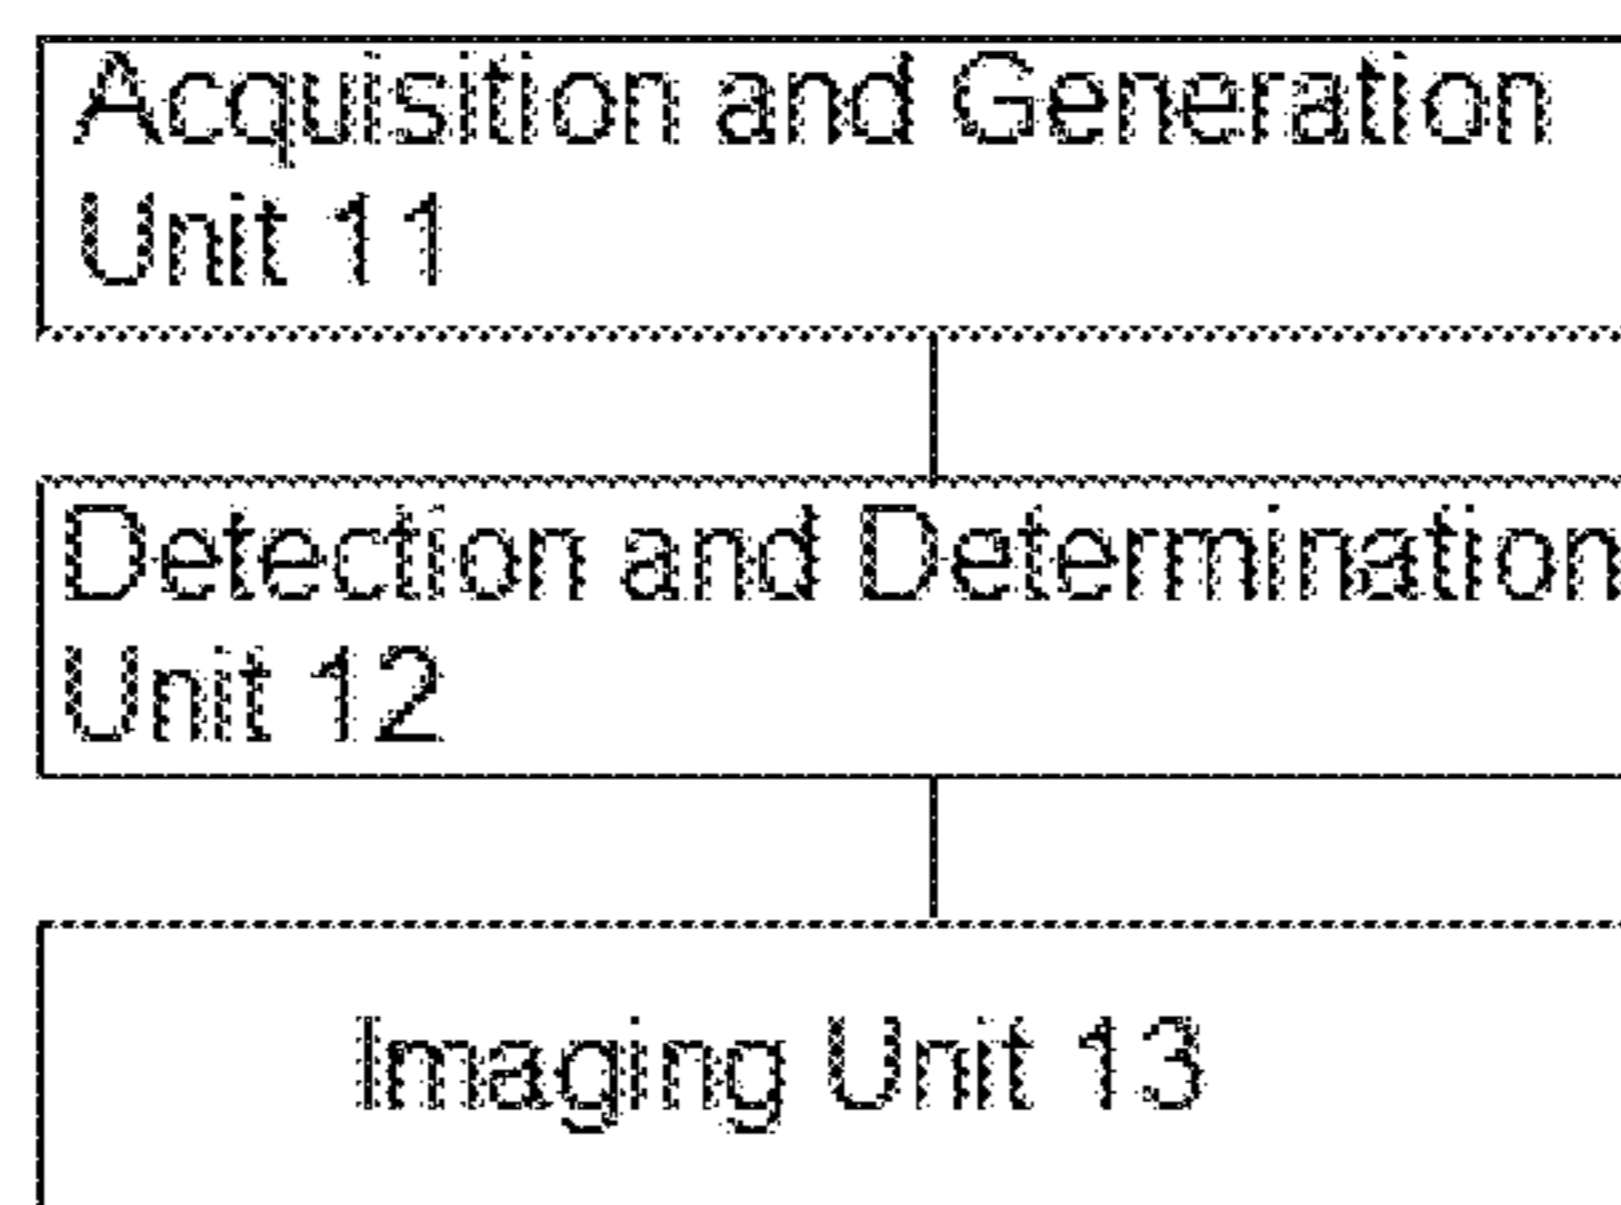 Acquisition and Generation
Unit 11
Detection and Determination
Unit 12
Imaging Unit 13